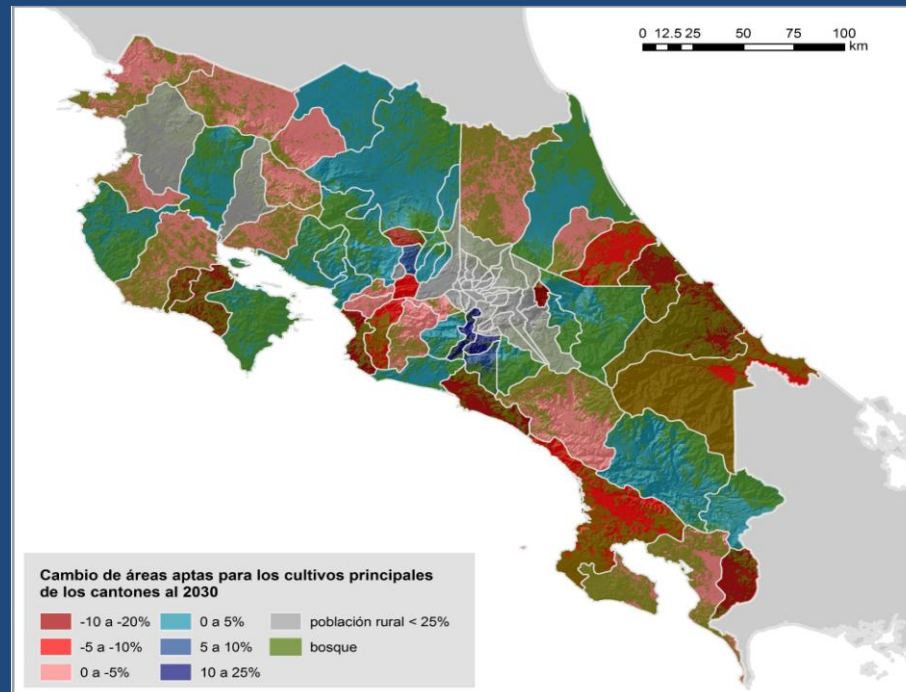 0 12.5 25 50 75 100
km
Cambio de áreas aptas para los cultivos principales
de los cantones al 2030
-10 a -20%
0 a 5%
población rural < 25%
-5 a -10%
5 a 10%
bosque
0 a -5%
10 a 25%